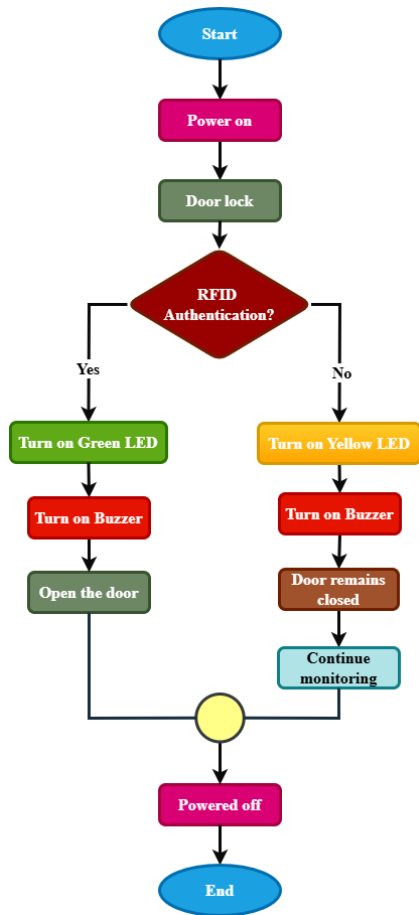 Start
Power on
Door lock
RFID
Authentication?
Yes
No
Turn on Green LED
Turn on Yellow LED
Turn on Buzzer
Turn on Buzzer
Open the door
Door remains
closed
Continue
monitoring
Powered off
End